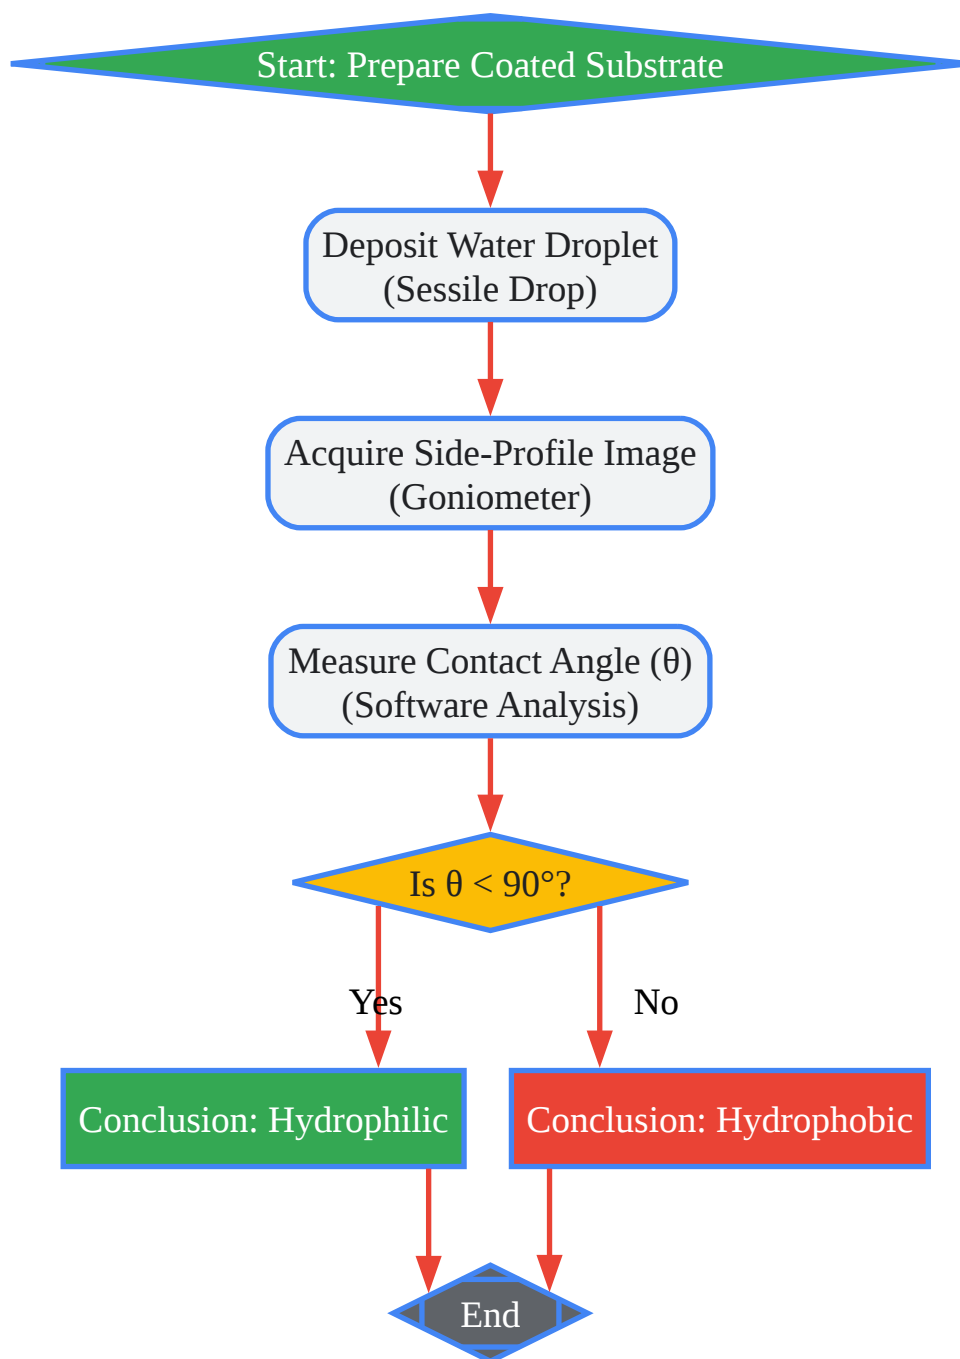 Start: Prepare Coated Substrate
Deposit Water Droplet
(Sessile Drop)
Acquire Side-Profile Image
(Goniometer)
Measure Contact Angle (θ)
(Software Analysis)
Is θ < 90°?
Yes
No
Conclusion: Hydrophilic
Conclusion: Hydrophobic
End